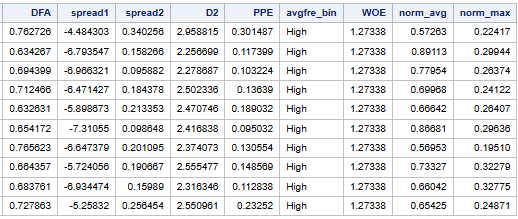 DFA spread1 spread2 D2 PPE avgfre_bin WOE norm_avg norm_max
0.762726 -4.484303 0.340256 2.958815 0.301487 High 1.27338 0.57263 0.22417
0.634267 -6.793547 0.158266 2.256699 0.117399 High 1.27338 0.89113 0.29944
0.694399 -6.966321 0.095882 2.278687 0.103224 High 1.27338 0.77954 0.26374
0.712466 -6.471427 0.184378 2.502336 0.13639 High 1.27338 0.69968 0.24122
0.632631 -5.898673 0.213353 2.470746 0.189032 High 1.27338 0.66642 0.26407
0.654172 -7.31055 0.098648 2.416838 0.095032 High 1.27338 0.86681 0.29636
0.765623 -6.647379 0.201095 2.374073 0.130554 High 1.27338 0.56953 0.19510
0.664357 -5.724056 0.190667 2.555477 0.148569 High 1.27338 0.73327 0.32279
0.683761 -6.934474 0.15989 2.316346 0.112838 High 1.27338 0.66042 0.32775
0.727863 -5.25832 0.256454 2.550961 0.23252 High 1.27338 0.65425 0.24871